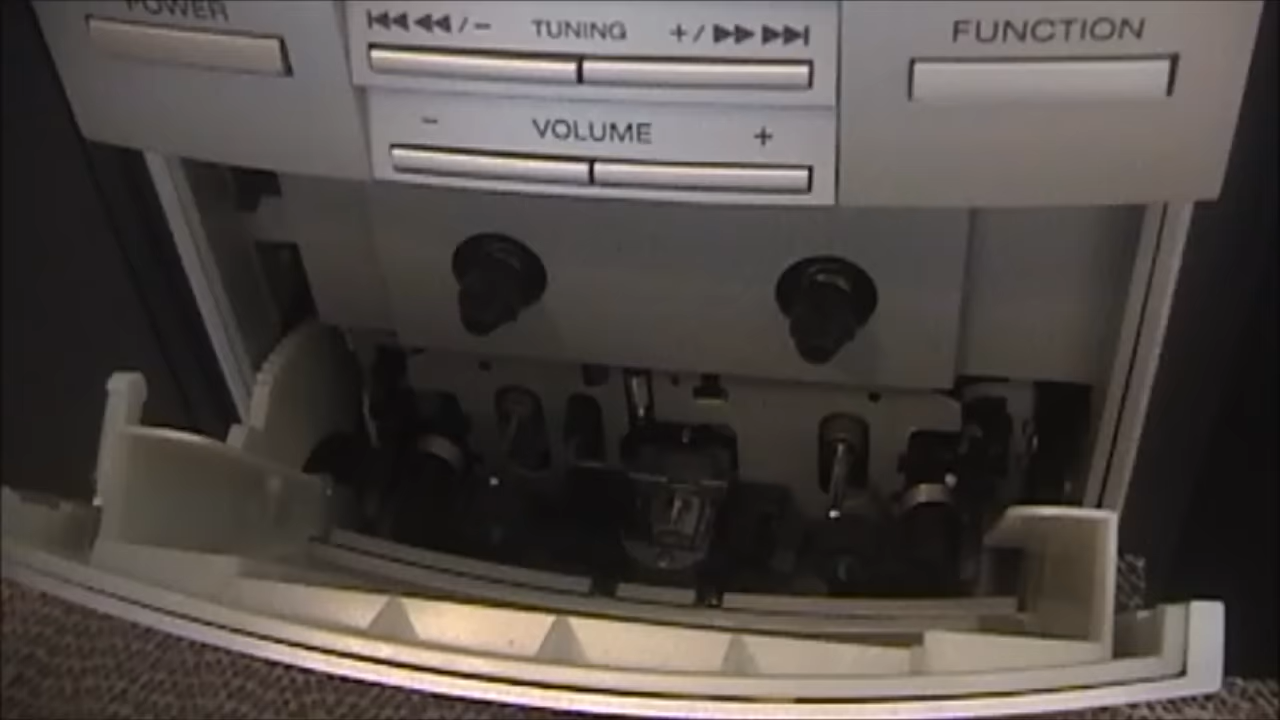 POWER
⏮◀◀ / − TUNING + / ▶▶⏭
FUNCTION
− VOLUME +